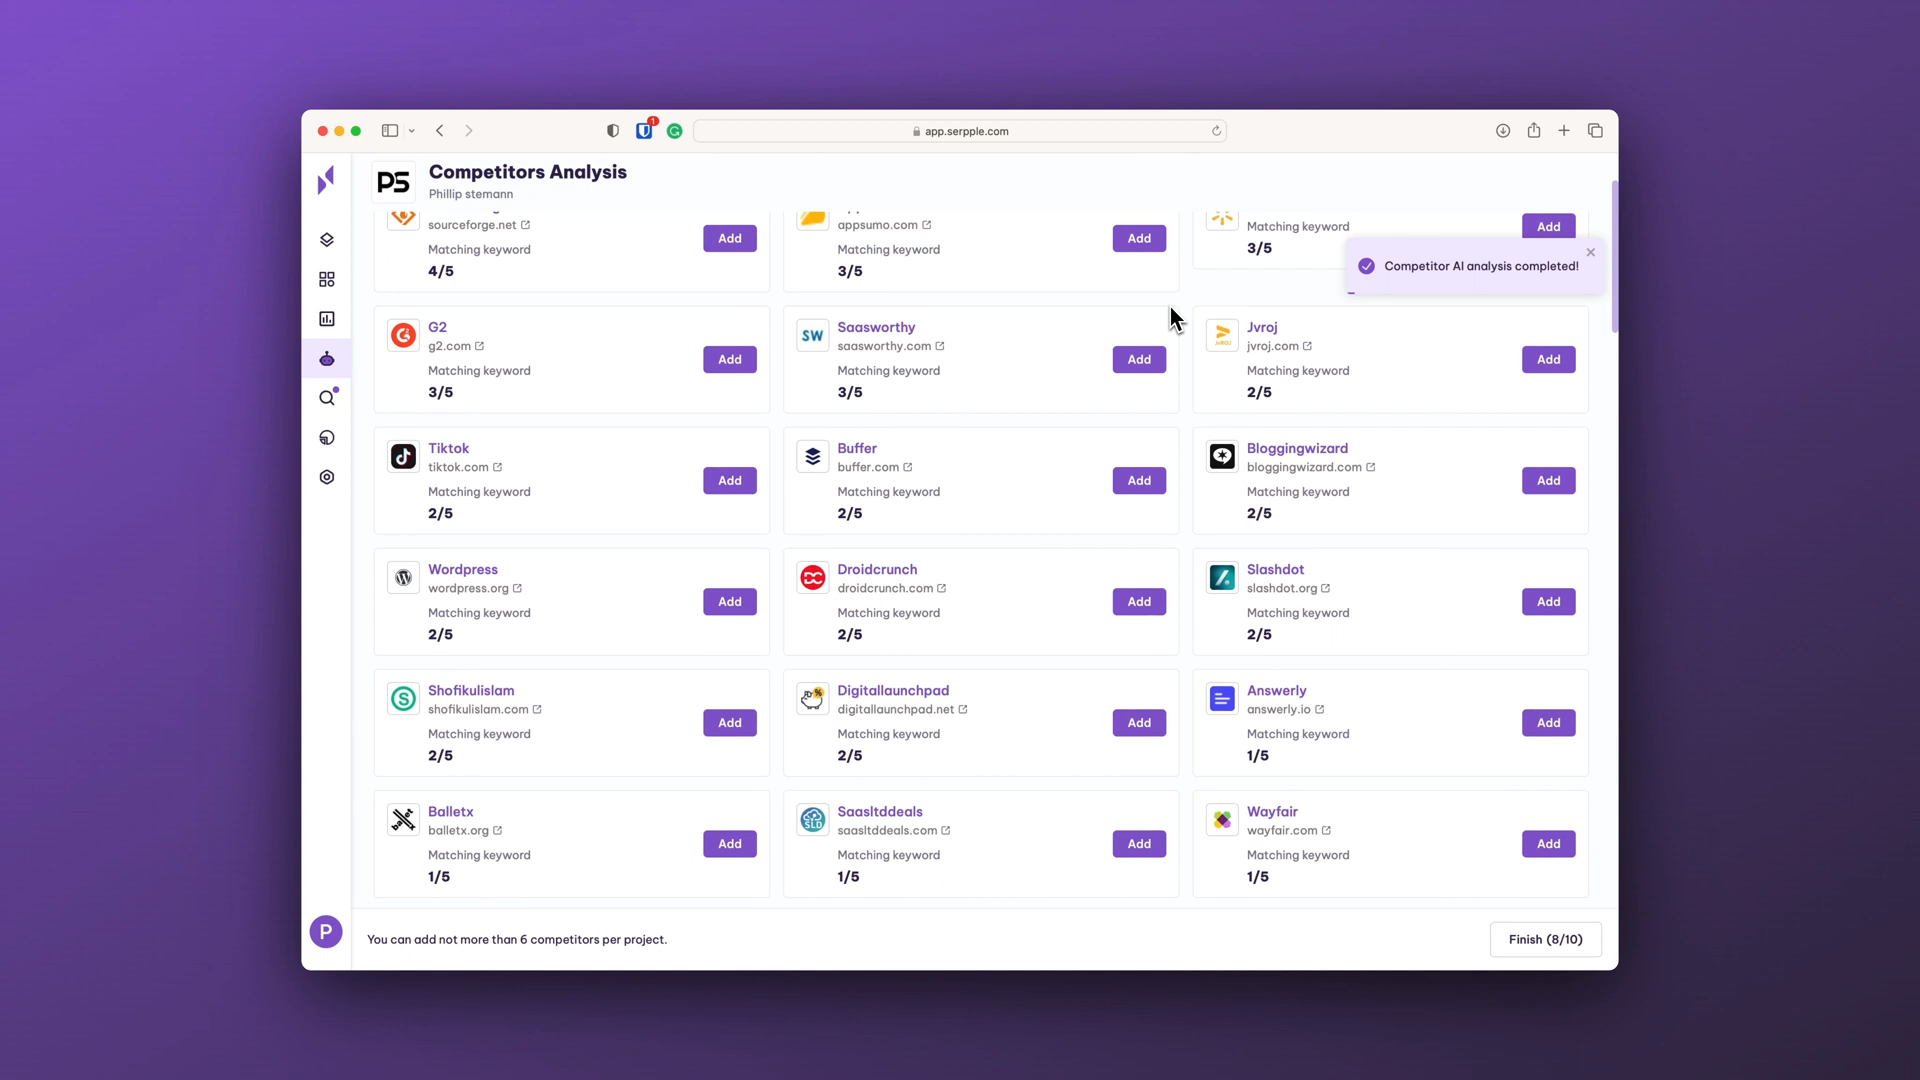 1
app.serpple.com
PS
Competitors Analysis
Phillip stemann
sourceforge.net
Matching keyword
4/5
Add
appsumo.com
Matching keyword
3/5
Add
Matching keyword
3/5
Add
Competitor AI analysis completed!
G2
g2.com
Matching keyword
3/5
Add
SW
Saasworthy
saasworthy.com
Matching keyword
3/5
Add
JVROJ
Jvroj
jvroj.com
Matching keyword
2/5
Add
Tiktok
tiktok.com
Matching keyword
2/5
Add
Buffer
buffer.com
Matching keyword
2/5
Add
Bloggingwizard
bloggingwizard.com
Matching keyword
2/5
Add
Wordpress
wordpress.org
Matching keyword
2/5
Add
Droidcrunch
droidcrunch.com
Matching keyword
2/5
Add
Slashdot
slashdot.org
Matching keyword
2/5
Add
S
Shofikulislam
shofikulislam.com
Matching keyword
2/5
Add
Digitallaunchpad
digitallaunchpad.net
Matching keyword
2/5
Add
Answerly
answerly.io
Matching keyword
1/5
Add
Balletx
balletx.org
Matching keyword
1/5
Add
SLD
Saasltddeals
saasltddeals.com
Matching keyword
1/5
Add
Wayfair
wayfair.com
Matching keyword
1/5
Add
P
You can add not more than 6 competitors per project.
Finish (8/10)